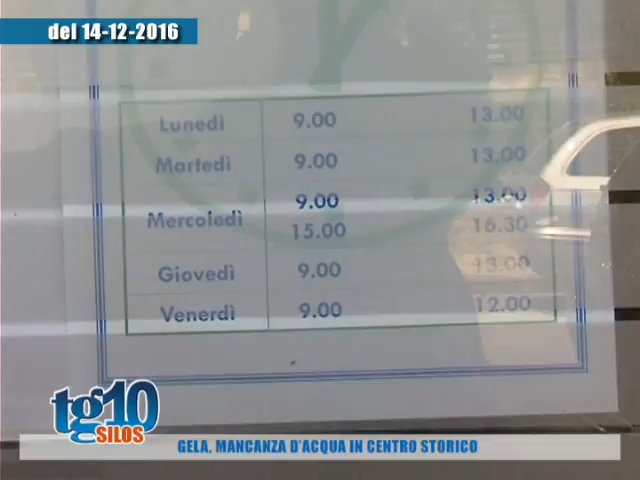 del 14-12-2016
Lunedì 9.00 13.00
Martedì 9.00 13.00
Mercoledì 9.00 13.00
15.00 16.30
Giovedì 9.00 13.00
Venerdì 9.00 12.00
tg10
SILOS
GELA, MANCANZA D'ACQUA IN CENTRO STORICO